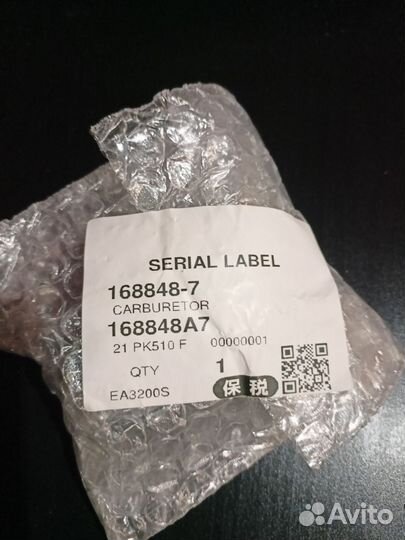 SERIAL LABEL
168848-7
CARBURETOR
168848A7
21 PK510 F 00000001
QTY 1
EA3200S 保税
Avito